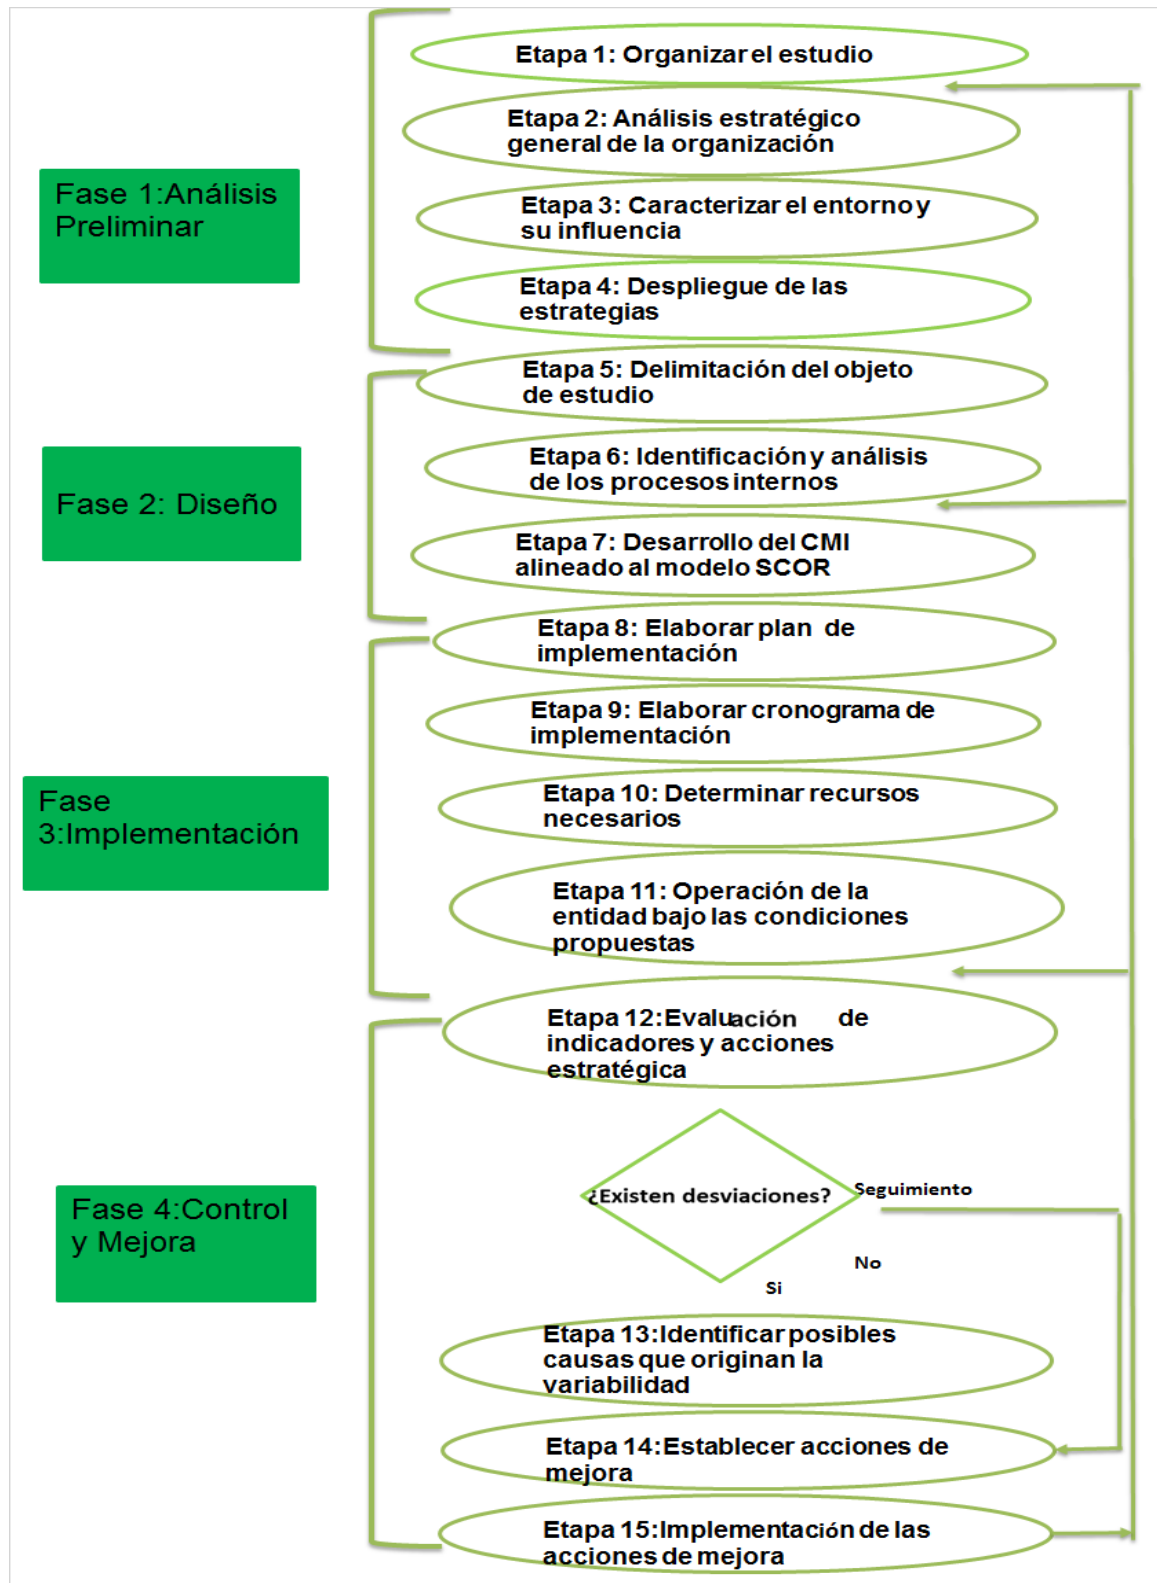 Etapa 1: Organizar el estudio
Etapa 2: Análisis estratégico
general de la organización
Fase 1:Análisis
Preliminar
Etapa 3: Caracterizar el entorno y
su influencia
Etapa 4: Despliegue de las
estrategias
Etapa 5: Delimitación del objeto
de estudio
Fase 2: Diseño
Etapa 6: Identificación y análisis
de los procesos internos
Etapa 7: Desarrollo del CMI
alineado al modelo SCOR
Etapa 8: Elaborar plan de
implementación
Etapa 9: Elaborar cronograma de
implementación
Fase
3:Implementación
Etapa 10: Determinar recursos
necesarios
Etapa 11: Operación de la
entidad bajo las condiciones
propuestas
Etapa 12:Evaluación de
indicadores y acciones
estratégica
¿Existen desviaciones?
Seguimiento
Fase 4:Control
y Mejora
No
Si
Etapa 13:Identificar posibles
causas que originan la
variabilidad
Etapa 14:Establecer acciones de
mejora
Etapa 15:Implementación de las
acciones de mejora